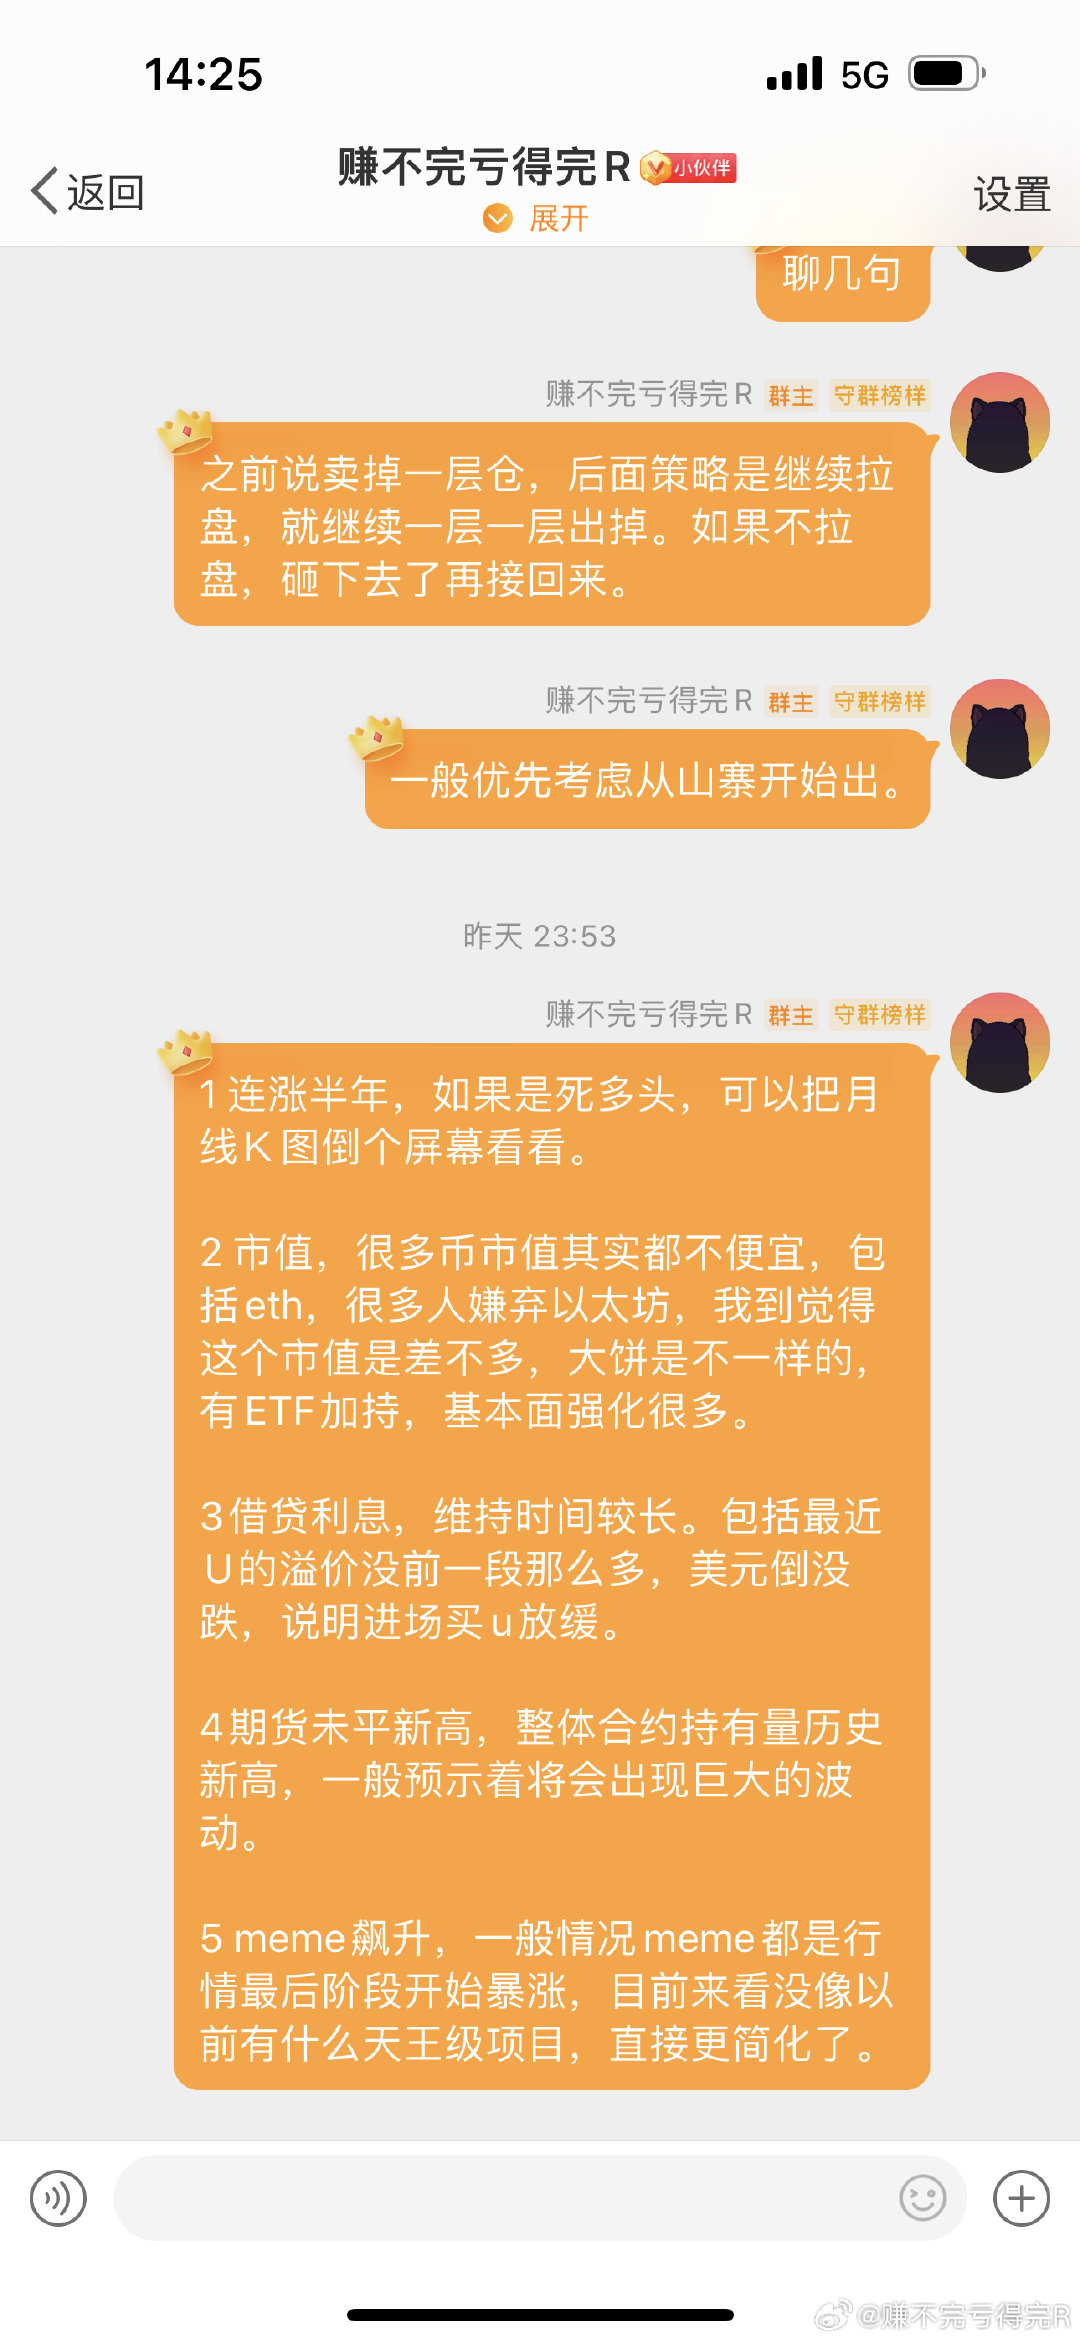 14:25
5G
返回
赚不完亏得完R
小伙伴
展开
设置
聊几句
赚不完亏得完R 群主 守群榜样
之前说卖掉一层仓，后面策略是继续拉
盘，就继续一层一层出掉。如果不拉
盘，砸下去了再接回来。
赚不完亏得完R 群主 守群榜样
一般优先考虑从山寨开始出。
昨天 23:53
赚不完亏得完R 群主 守群榜样
1 连涨半年，如果是死多头，可以把月
线K 图倒个屏幕看看。
2 市值，很多币市值其实都不便宜，包
括eth，很多人嫌弃以太坊，我到觉得
这个市值是差不多，大饼是不一样的，
有ETF加持，基本面强化很多。
3借贷利息，维持时间较长。包括最近
U的溢价没前一段那么多，美元倒没
跌，说明进场买u放缓。
4期货未平新高，整体合约持有量历史
新高，一般预示着将会出现巨大的波
动。
5 meme飙升，一般情况meme都是行
情最后阶段开始暴涨，目前来看没像以
前有什么天王级项目，直接更简化了。
@赚不完亏得完R